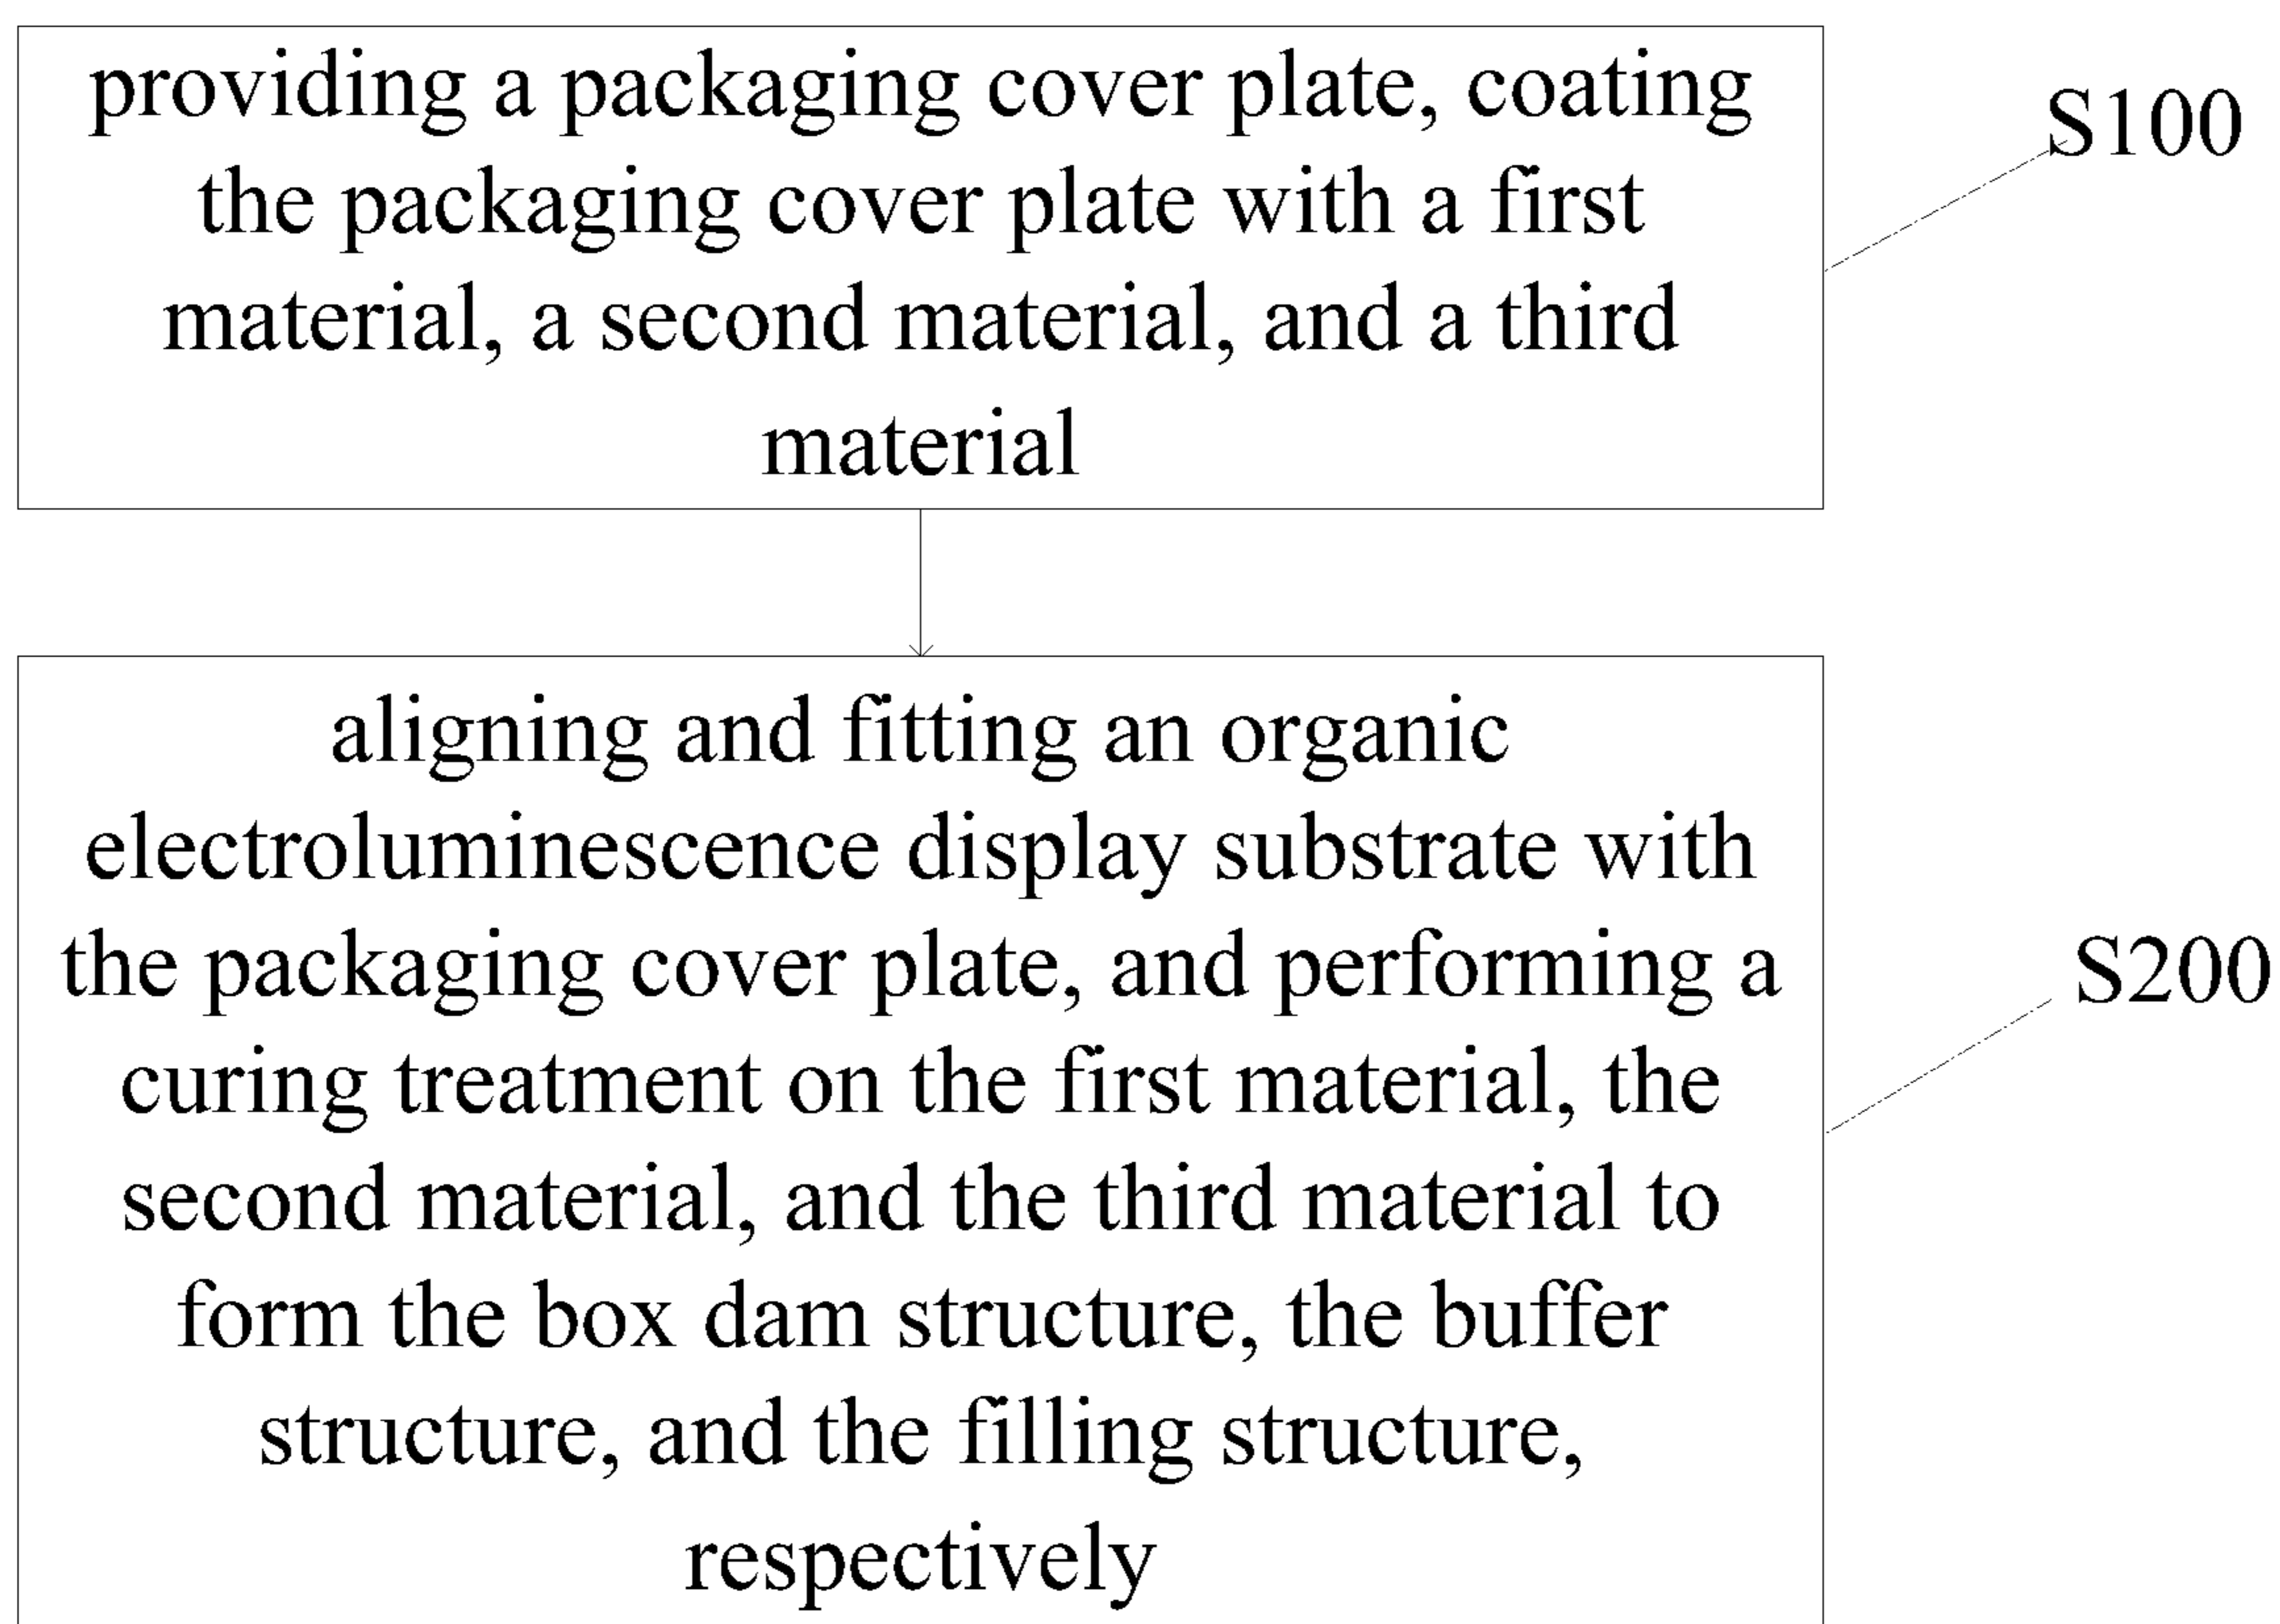 providing a packaging cover plate, coating
the packaging cover plate with a first
material, a second material, and a third
material
S100
aligning and fitting an organic
electroluminescence display substrate with
the packaging cover plate, and performing a
curing treatment on the first material, the
second material, and the third material to
form the box dam structure, the buffer
structure, and the filling structure,
respectively
S200